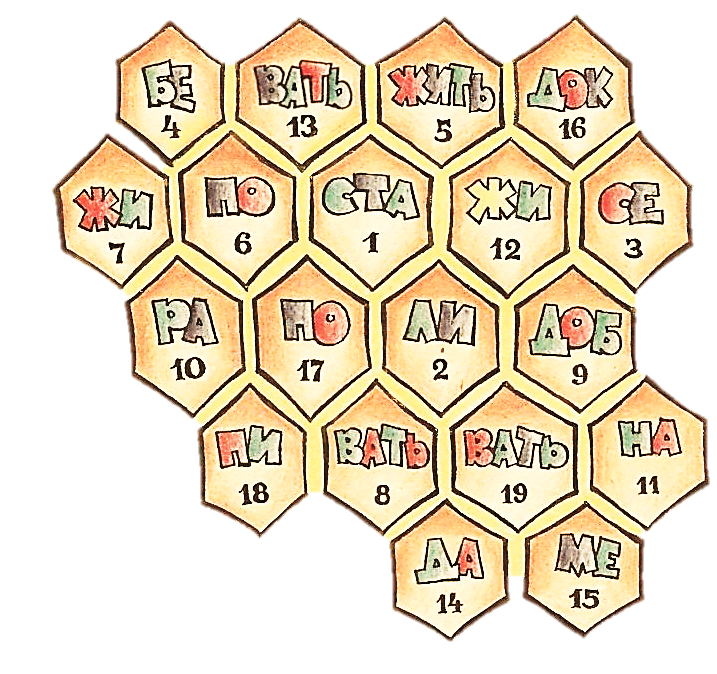 БЕ ВАТЬ ЖИТЬ ДОК
4 13 5 16
ЖИ ПО СТА ЖИ СЕ
7 6 1 12 3
РА ПО ЛИ ДОБ
10 17 2 9
ПИ ВАТЬ ВАТЬ НА
18 8 19 11
ДА МЕ
14 15